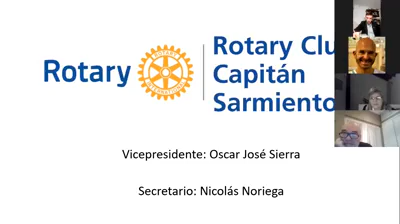 Rotary
Rotary Clu
Capitán
Sarmiento
Vicepresidente: Oscar José Sierra
Secretario: Nicolás Noriega